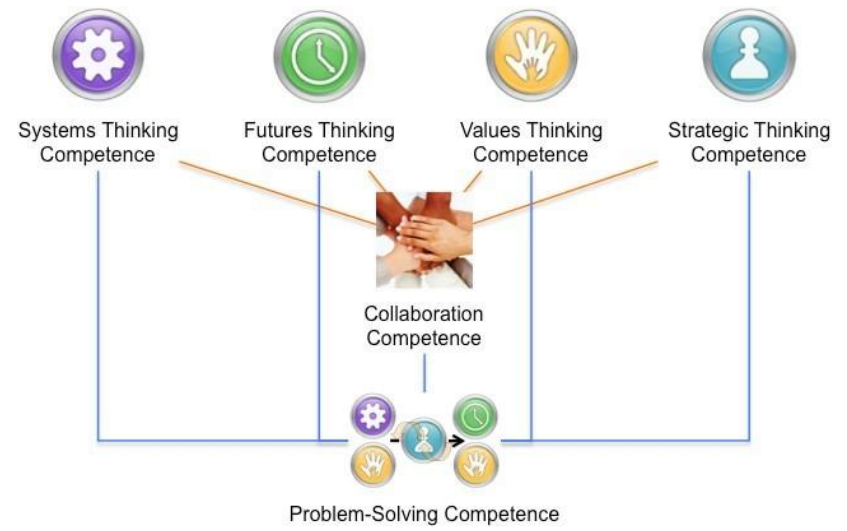 Systems Thinking
Competence
Futures Thinking
Competence
Values Thinking
Competence
Strategic Thinking
Competence
Collaboration
Competence
Problem-Solving Competence